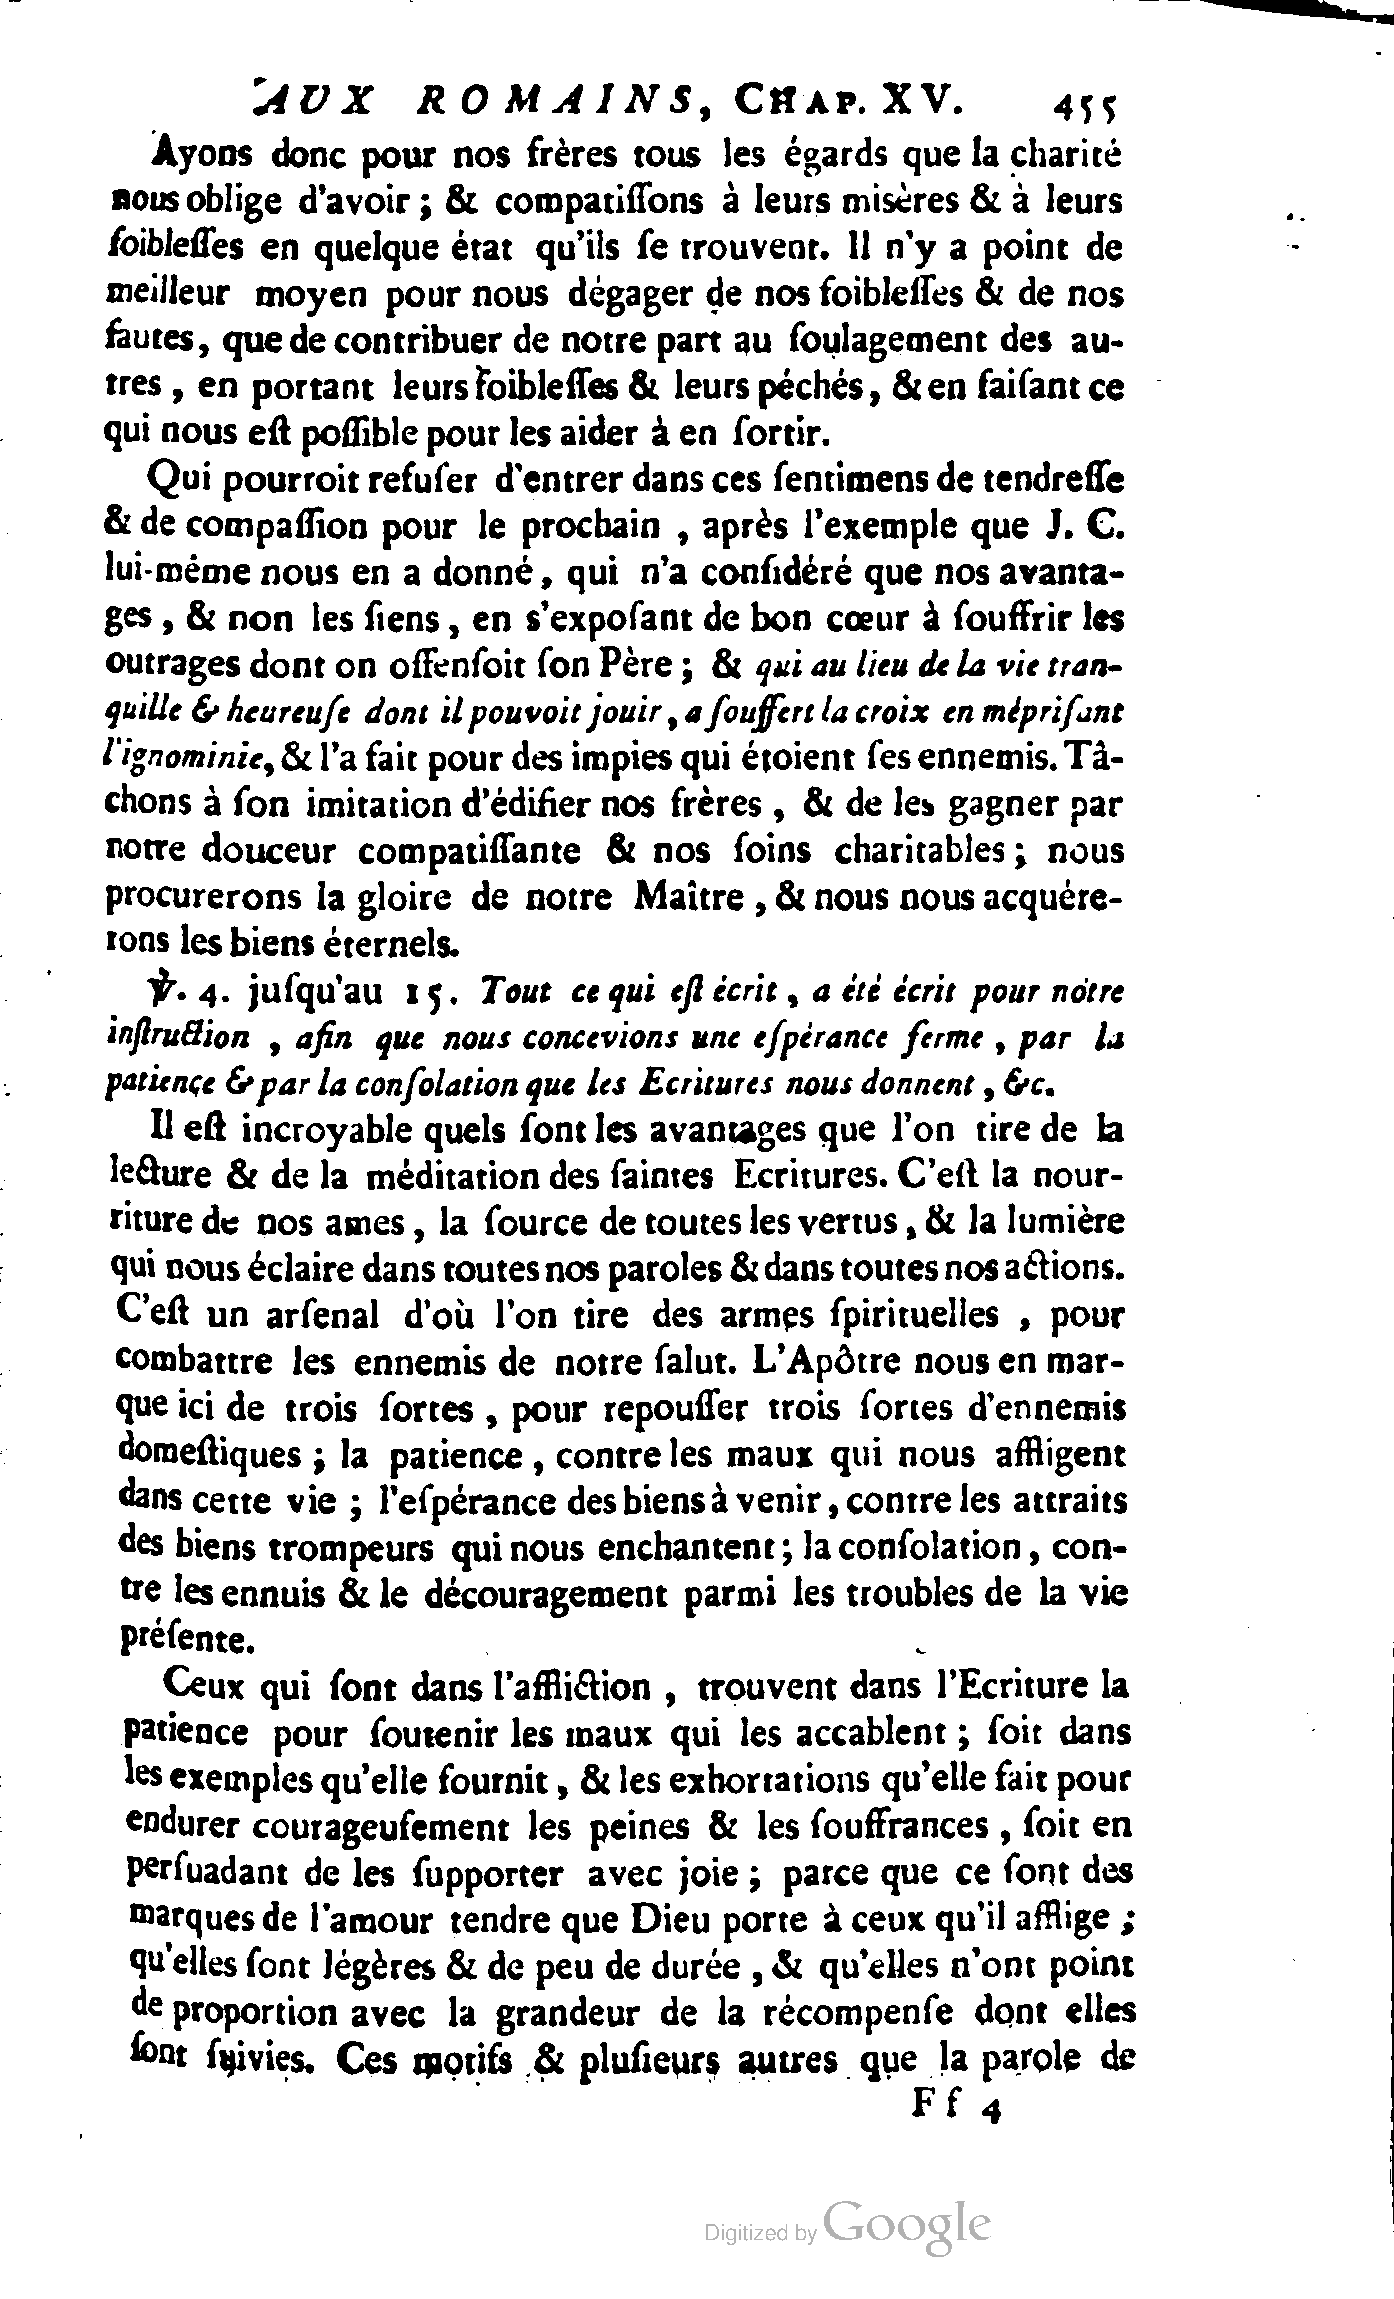 AUX ROMAINS, CHAP. XV. 455
Ayons donc pour nos frères tous les égards que la charité
nous oblige d'avoir ; & compatiſſons à leurs misères & à leurs
foibleſſes en quelque état qu'ils ſe trouvent. Il n'y a point de
meilleur moyen pour nous dégager de nos foibleſſes & de nos
fautes, que de contribuer de notre part au ſoulagement des au-
tres , en portant leurs foibleſſes & leurs péchés, & en faiſant ce
qui nous eſt poſſible pour les aider à en ſortir.
Qui pourroit refuſer d'entrer dans ces ſentimens de tendreſſe
& de compaſſion pour le prochain , après l'exemple que J. C.
lui-même nous en a donné, qui n'a conſidéré que nos avanta-
ges , & non les ſiens , en s'expoſant de bon cœur à ſouffrir les
outrages dont on offenſoit ſon Père ; & qui au lieu de la vie tran-
quille & heureuſe dont il pouvoit jouir, a ſouffert la croix en mépriſant
l'ignominie, & l'a fait pour des impies qui étoient ſes ennemis. Tâ-
chons à ſon imitation d'édifier nos frères , & de les gagner par
notre douceur compatiſſante & nos ſoins charitables ; nous
procurerons la gloire de notre Maître , & nous nous acquére-
rons les biens éternels.
℣. 4. juſqu'au 15. Tout ce qui eſt écrit, a été écrit pour nôtre
inſtruction , afin que nous concevions une eſpérance ferme , par la
patience & par la conſolation que les Ecritures nous donnent , &c.
Il eſt incroyable quels ſont les avantages que l'on tire de la
lecture & de la méditation des ſaintes Ecritures. C'eſt la nour-
riture de nos ames , la ſource de toutes les vertus, & la lumière
qui nous éclaire dans toutes nos paroles & dans toutes nos actions.
C'eſt un arſenal d'où l'on tire des armes ſpirituelles , pour
combattre les ennemis de notre ſalut. L'Apôtre nous en mar-
que ici de trois ſortes , pour repouſſer trois ſortes d'ennemis
domeſtiques ; la patience , contre les maux qui nous affligent
dans cette vie ; l'eſpérance des biens à venir, contre les attraits
des biens trompeurs qui nous enchantent ; la conſolation , con-
tre les ennuis & le découragement parmi les troubles de la vie
préſente.
Ceux qui ſont dans l'affliction , trouvent dans l'Ecriture la
patience pour ſoutenir les maux qui les accablent ; ſoit dans
les exemples qu'elle fournit , & les exhortations qu'elle fait pour
endurer courageuſement les peines & les ſouffrances , ſoit en
perſuadant de les ſupporter avec joie ; parce que ce ſont des
marques de l'amour tendre que Dieu porte à ceux qu'il afflige ;
qu'elles ſont légères & de peu de durée , & qu'elles n'ont point
de proportion avec la grandeur de la récompenſe dont elles
ſont ſuivies. Ces motifs & pluſieurs autres que la parole de
Ff 4
Digitized by Google